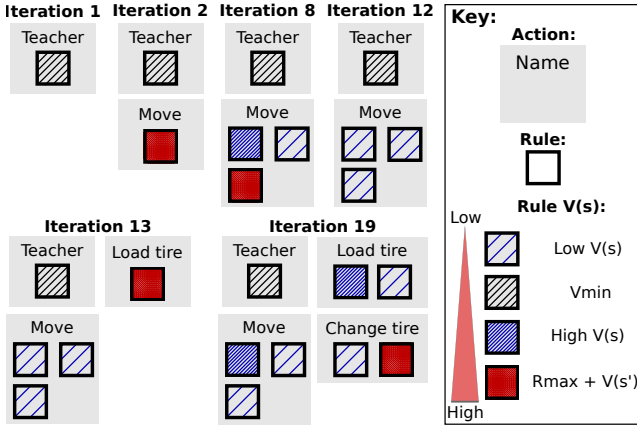 Iteration 1
Iteration 2
Iteration 8
Iteration 12
Teacher
Teacher
Teacher
Teacher
Move
Move
Move
Iteration 13
Iteration 19
Teacher
Load tire
Teacher
Load tire
Move
Move
Change tire
Key:
Action:
Name
Rule:
Rule V(s):
Low
Low V(s)
Vmin
High V(s)
Rmax + V(s')
High